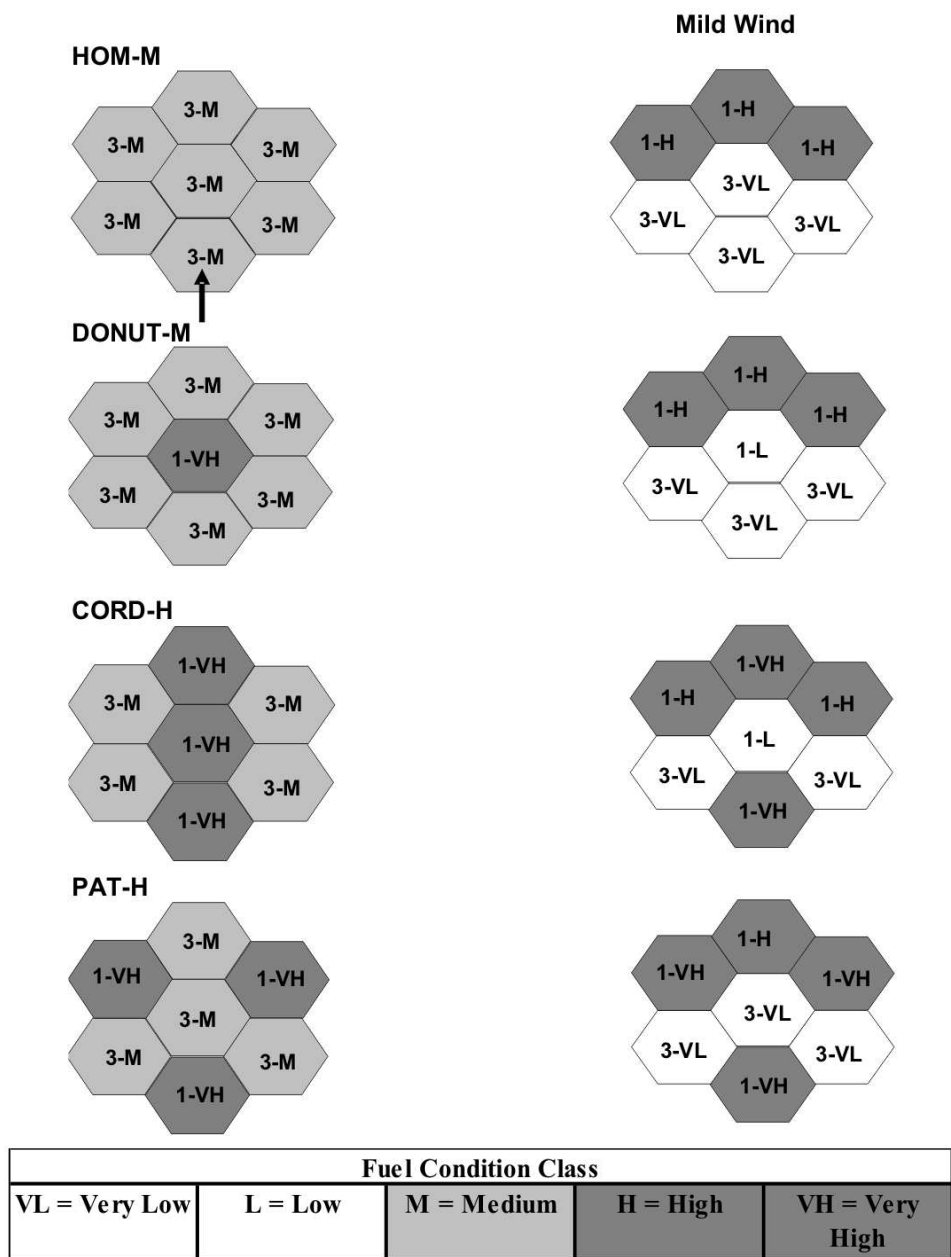 Mild Wind
HOM-M
3-M
3-M
3-M
3-M
3-M
3-M
3-M
1-H
1-H
1-H
3-VL
3-VL
3-VL
3-VL
DONUT-M
3-M
3-M
3-M
1-VH
3-M
3-M
3-M
1-H
1-H
1-H
1-L
3-VL
3-VL
3-VL
CORD-H
1-VH
3-M
3-M
1-VH
3-M
3-M
1-VH
1-VH
1-H
1-H
1-L
3-VL
3-VL
1-VH
PAT-H
3-M
1-VH
1-VH
3-M
3-M
3-M
1-VH
1-H
1-VH
1-VH
3-VL
3-VL
3-VL
1-VH
Fuel Condition Class
VL = Very Low
L = Low
M = Medium
H = High
VH = Very
High